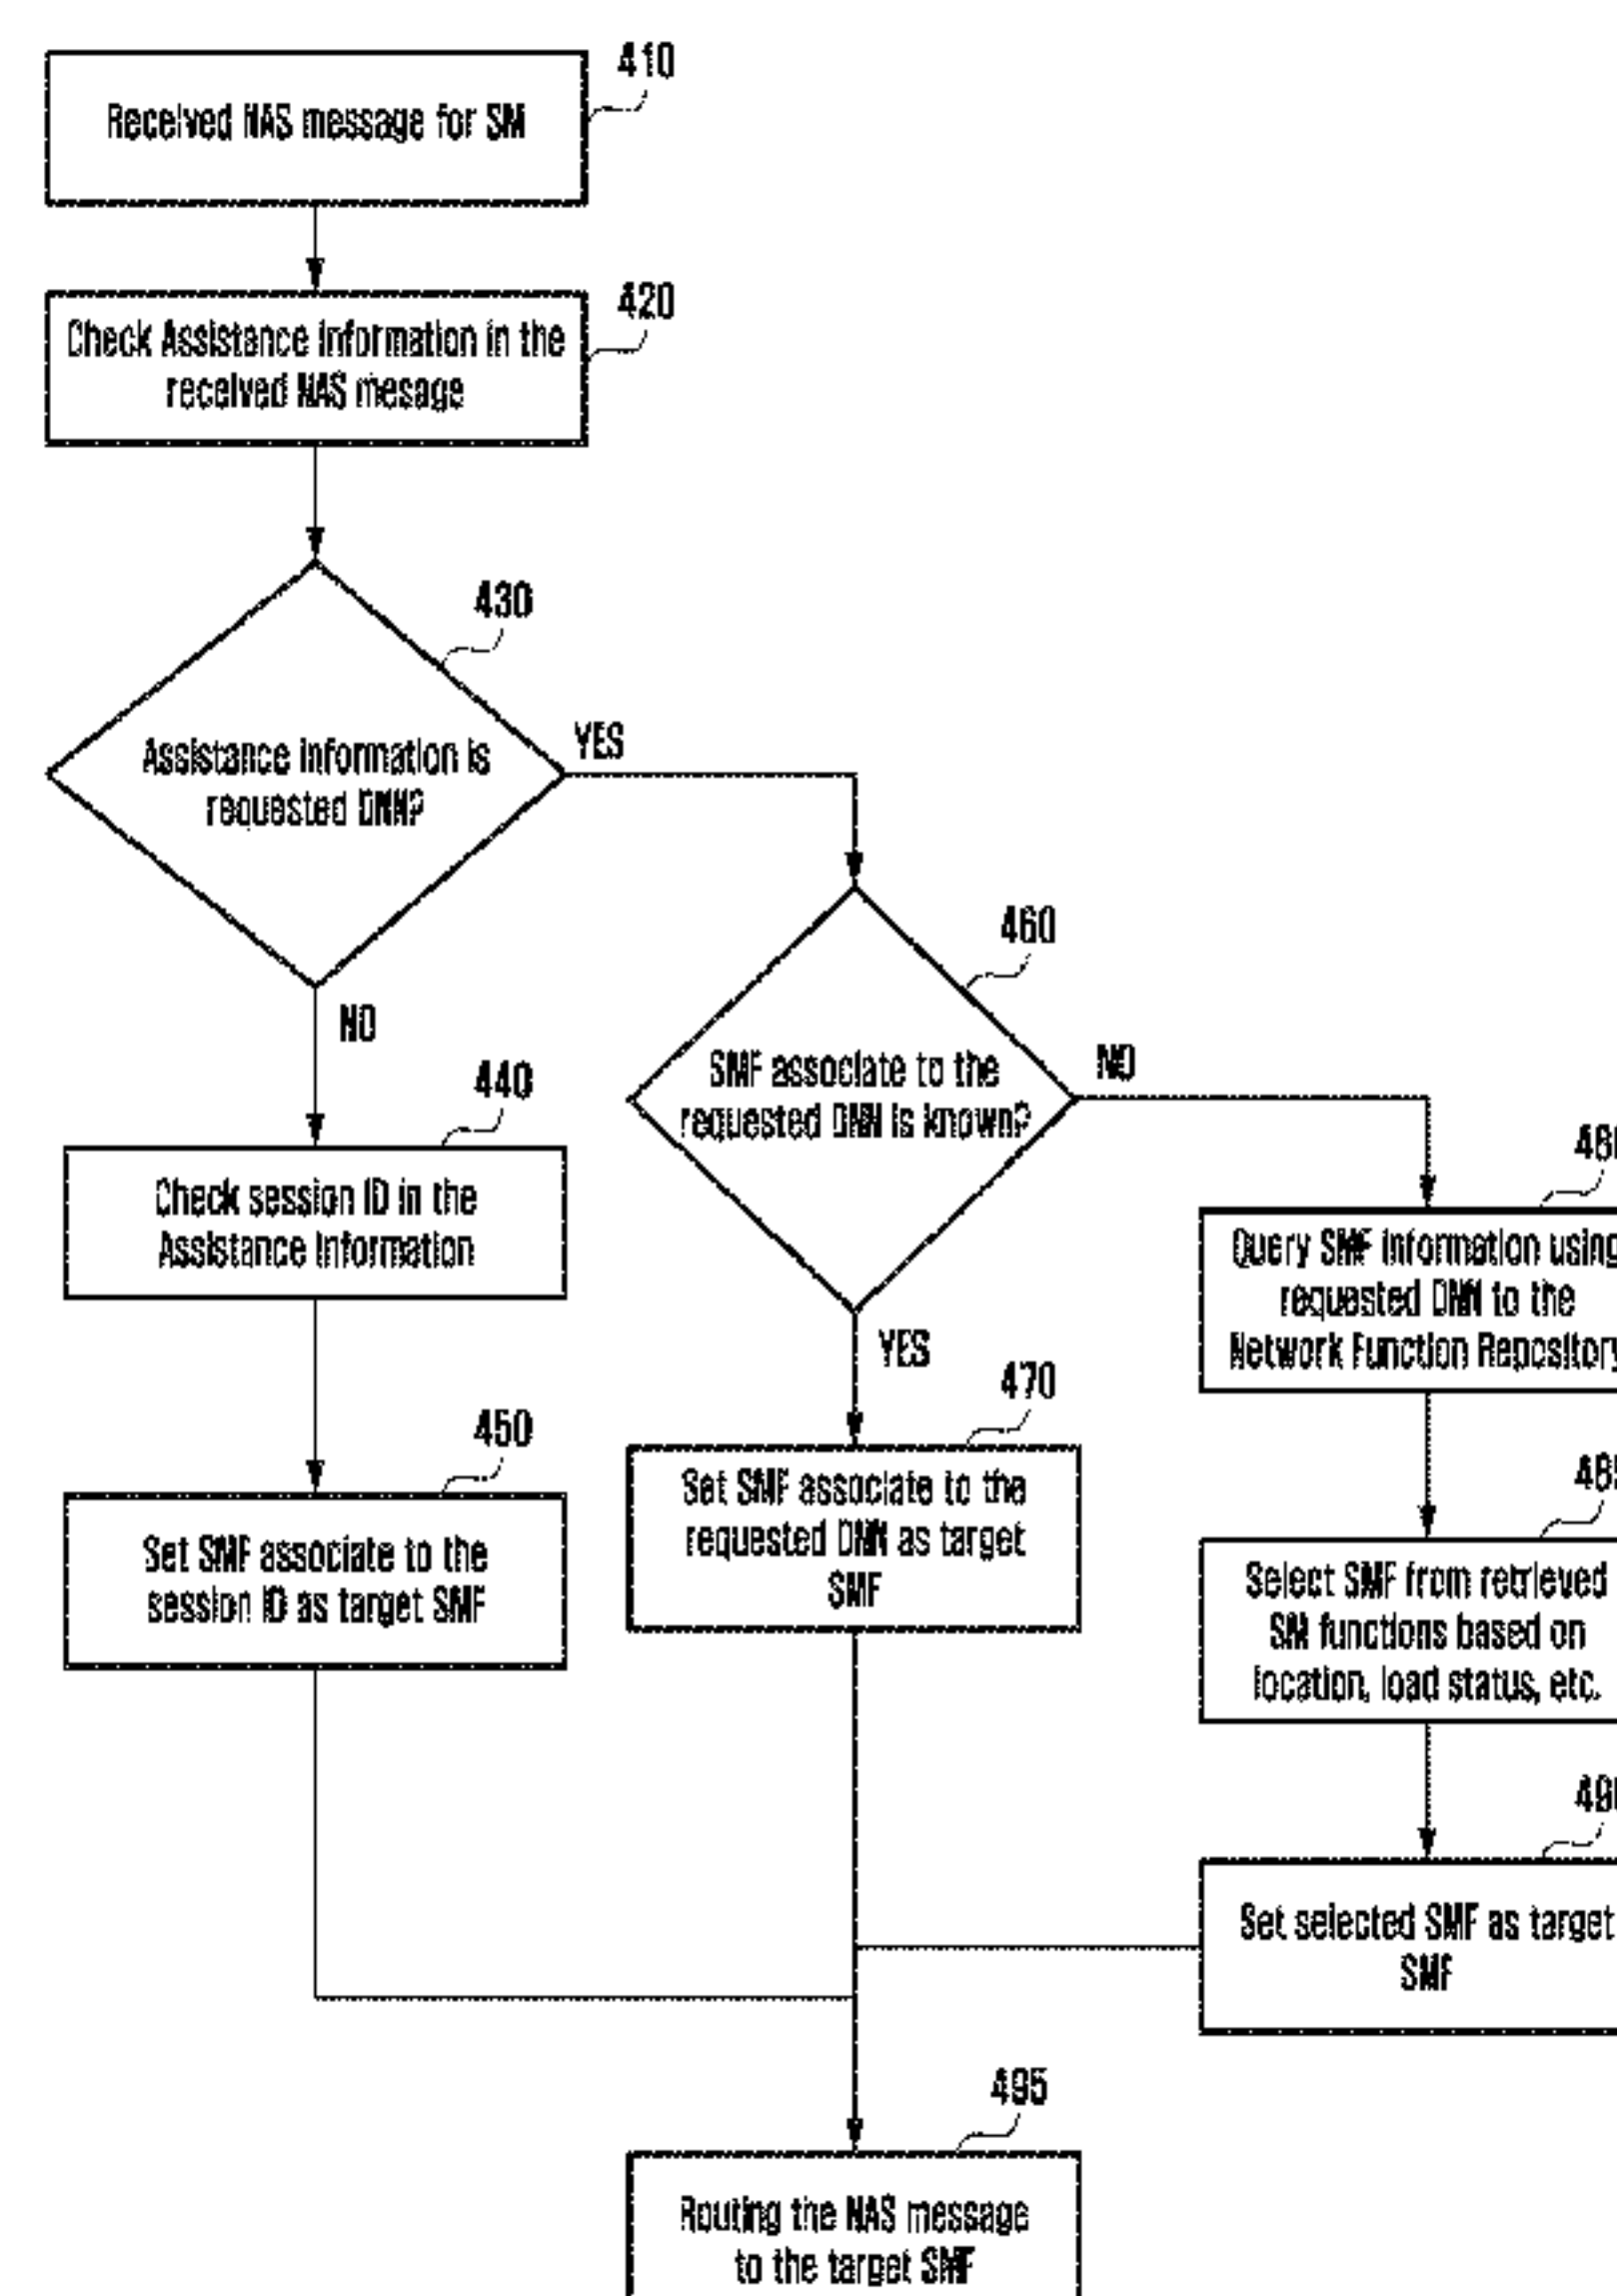 410
Received NAS message for SM
420
Check Assistance information in the
received NAS mesage
430
Assistance information is
requested DNN?
YES
NO
460
SMF associate to the
requested DNN is known?
NO
YES
440
Check session ID in the
Assistance Information
450
Set SMF associate to the
session ID as target SMF
470
Set SMF associate to the
requested DNN as target
SMF
Query SMF information using
requested DNN to the
Network Function Repository
Select SMF from retrieved
SM functions based on
location, load status, etc.
Set selected SMF as target
SMF
495
Routing the NAS message
to the target SMF